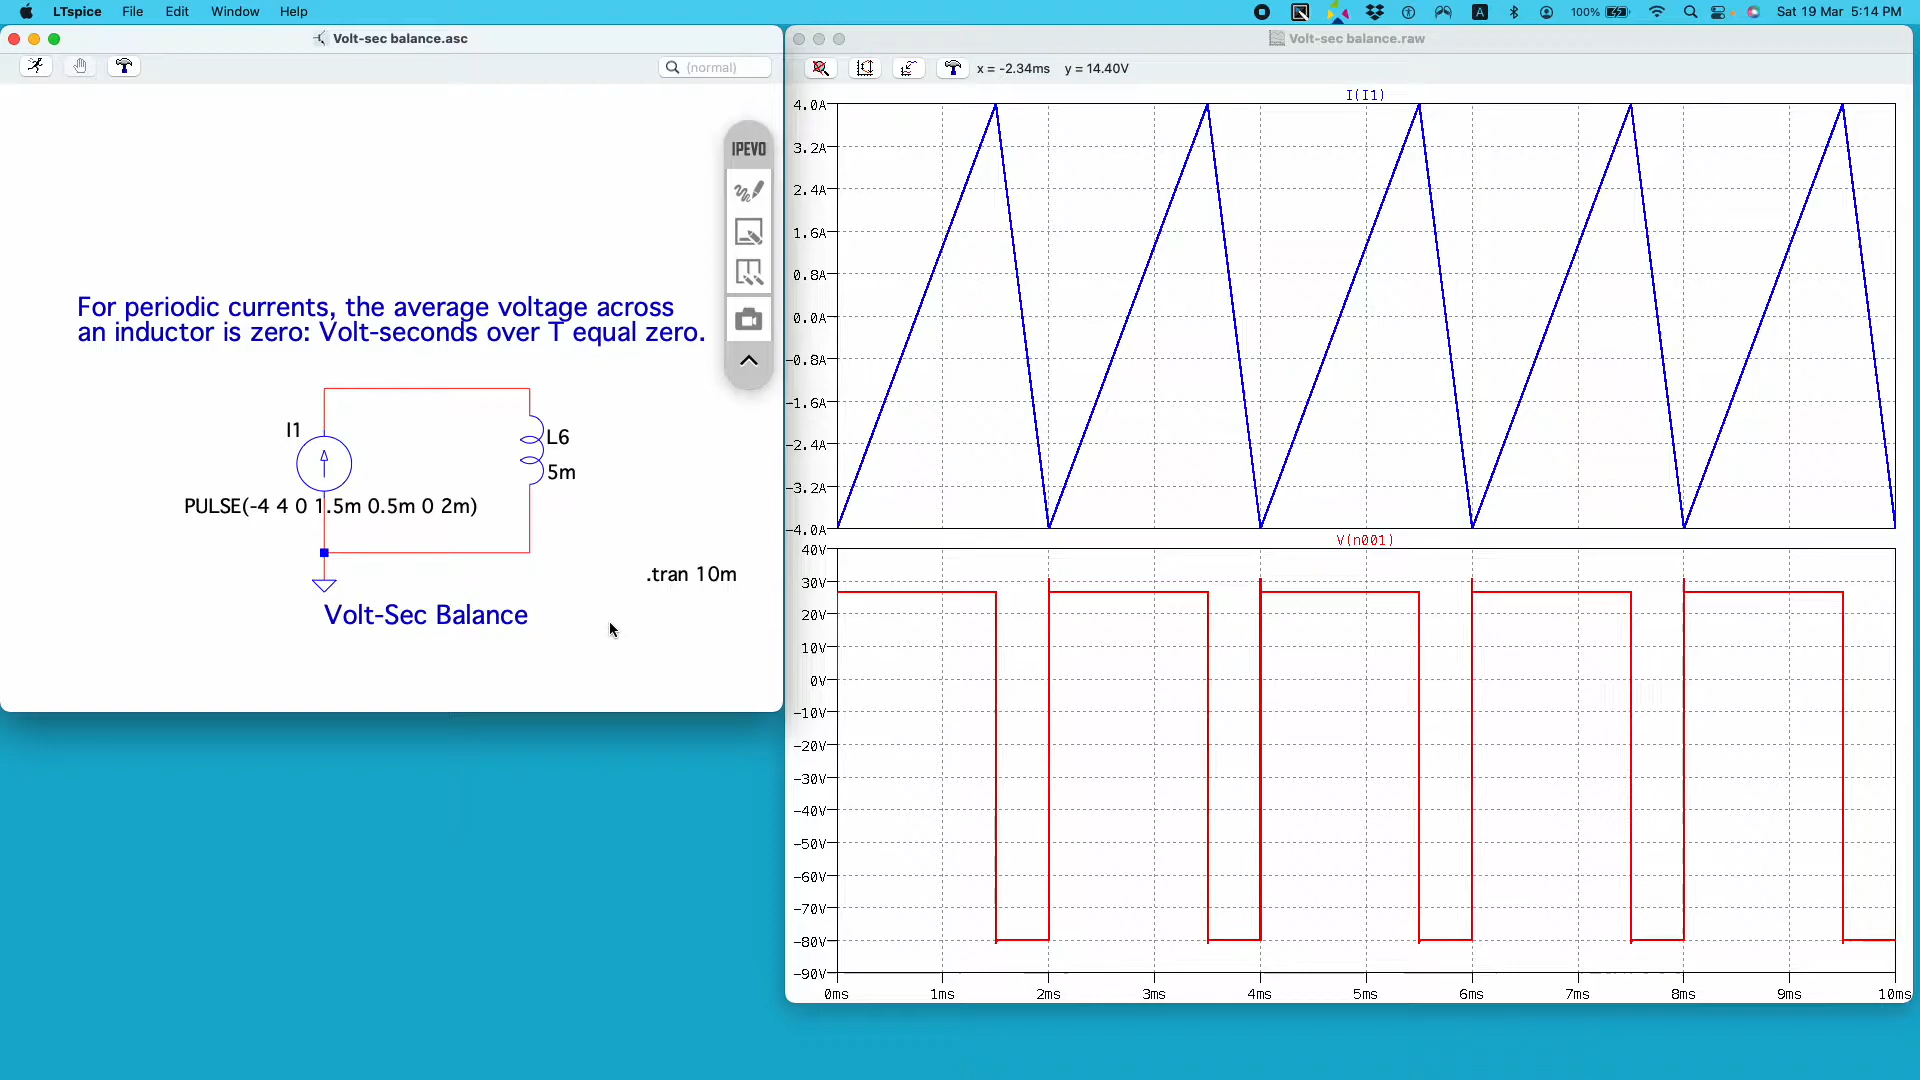 LTspice File Edit Window Help
A 100% Sat 19 Mar 5:14 PM
Volt-sec balance.asc
(normal)
IPEVO
For periodic currents, the average voltage across
an inductor is zero: Volt-seconds over T equal zero.
I1
L6
5m
PULSE(-4 4 0 1.5m 0.5m 0 2m)
.tran 10m
Volt-Sec Balance
Volt-sec balance.raw
x = -2.34ms y = 14.40V
I(I1)
4.0A
3.2A
2.4A
1.6A
0.8A
0.0A
-0.8A
-1.6A
-2.4A
-3.2A
-4.0A
V(n001)
40V
30V
20V
10V
0V
-10V
-20V
-30V
-40V
-50V
-60V
-70V
-80V
-90V
0ms 1ms 2ms 3ms 4ms 5ms 6ms 7ms 8ms 9ms 10ms